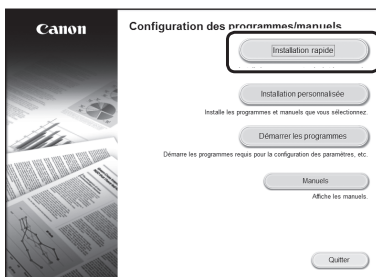 Canon
Configuration des programmes/manuels
Installation rapide
Installation personnalisée
Installe les programmes et manuels que vous sélectionnez.
Démarrer les programmes
Démarre les programmes requis pour la configuration des paramètres, etc.
Manuels
Affiche les manuels.
Quitter